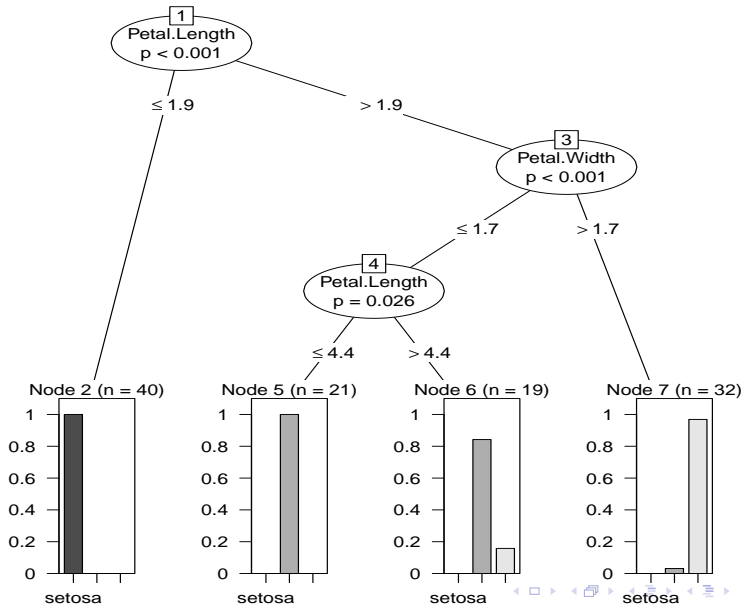 1
Petal.Length
p < 0.001
≤ 1.9
> 1.9
3
Petal.Width
p < 0.001
≤ 1.7
> 1.7
4
Petal.Length
p = 0.026
≤ 4.4
> 4.4
Node 2 (n = 40)
Node 5 (n = 21)
Node 6 (n = 19)
Node 7 (n = 32)
1
0.8
0.6
0.4
0.2
0
setosa
1
0.8
0.6
0.4
0.2
0
setosa
1
0.8
0.6
0.4
0.2
0
setosa
1
0.8
0.6
0.4
0.2
0
setosa